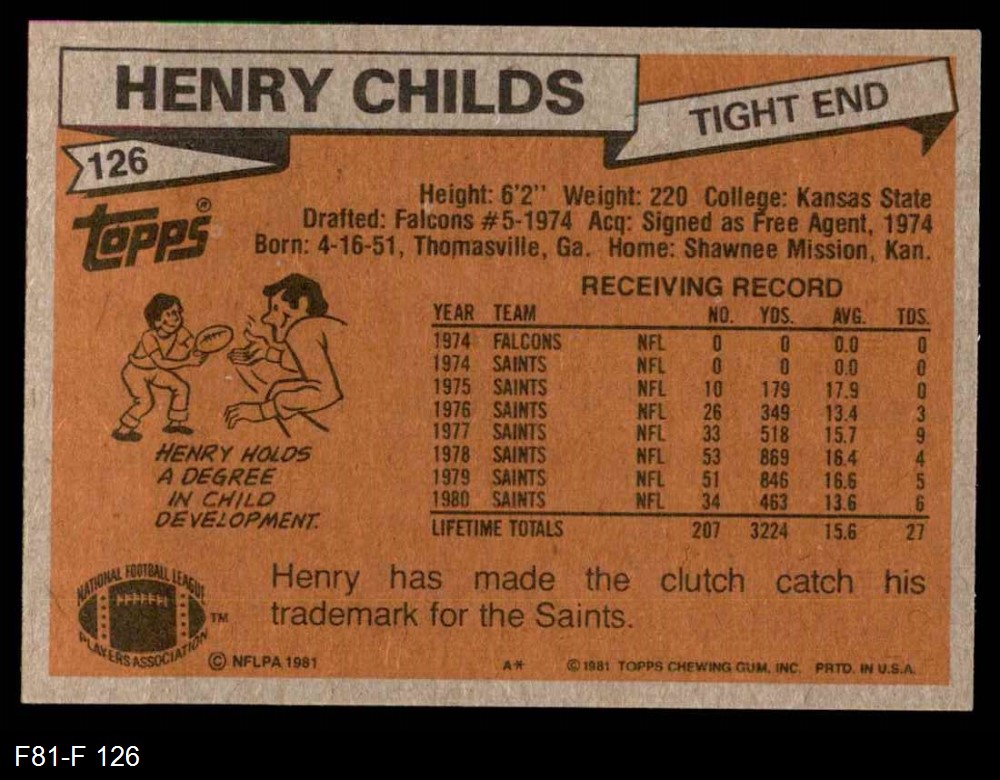 HENRY CHILDS
TIGHT END
126
Topps®
Height: 6'2'' Weight: 220 College: Kansas State
Drafted: Falcons #5-1974 Acq: Signed as Free Agent, 1974
Born: 4-16-51, Thomasville, Ga. Home: Shawnee Mission, Kan.
RECEIVING RECORD
YEAR TEAM NO. YDS. AVG. TDS.
1974 FALCONS NFL 0 0 0.0 0
1974 SAINTS NFL 0 0 0.0 0
1975 SAINTS NFL 10 179 17.9 0
1976 SAINTS NFL 26 349 13.4 3
1977 SAINTS NFL 33 518 15.7 9
1978 SAINTS NFL 53 869 16.4 4
1979 SAINTS NFL 51 846 16.6 5
1980 SAINTS NFL 34 463 13.6 6
LIFETIME TOTALS 207 3224 15.6 27
HENRY HOLDS
A DEGREE
IN CHILD
DEVELOPMENT.
Henry has made the clutch catch his
trademark for the Saints.
NATIONAL FOOTBALL LEAGUE
PLAYERS ASSOCIATION
TM
© NFLPA 1981
A*
© 1981 TOPPS CHEWING GUM, INC. PRTD. IN U.S.A.
F81-F 126